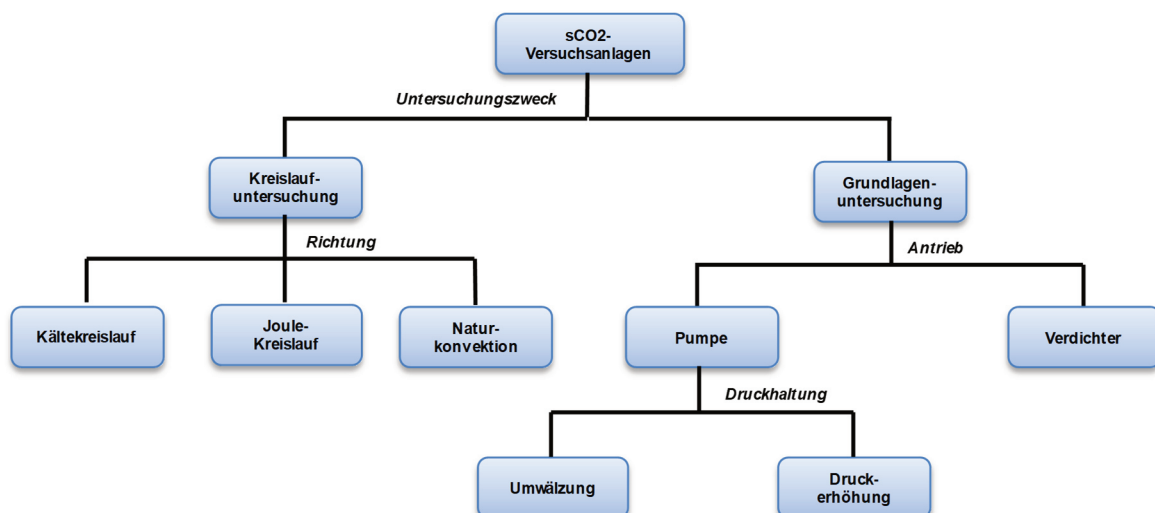 sCO2-
Versuchsanlagen
Untersuchungszweck
Kreislauf-
untersuchung
Grundlagen-
untersuchung
Richtung
Antrieb
Kältekreislauf
Joule-
Kreislauf
Natur-
konvektion
Pumpe
Verdichter
Druckhaltung
Umwälzung
Druck-
erhöhung